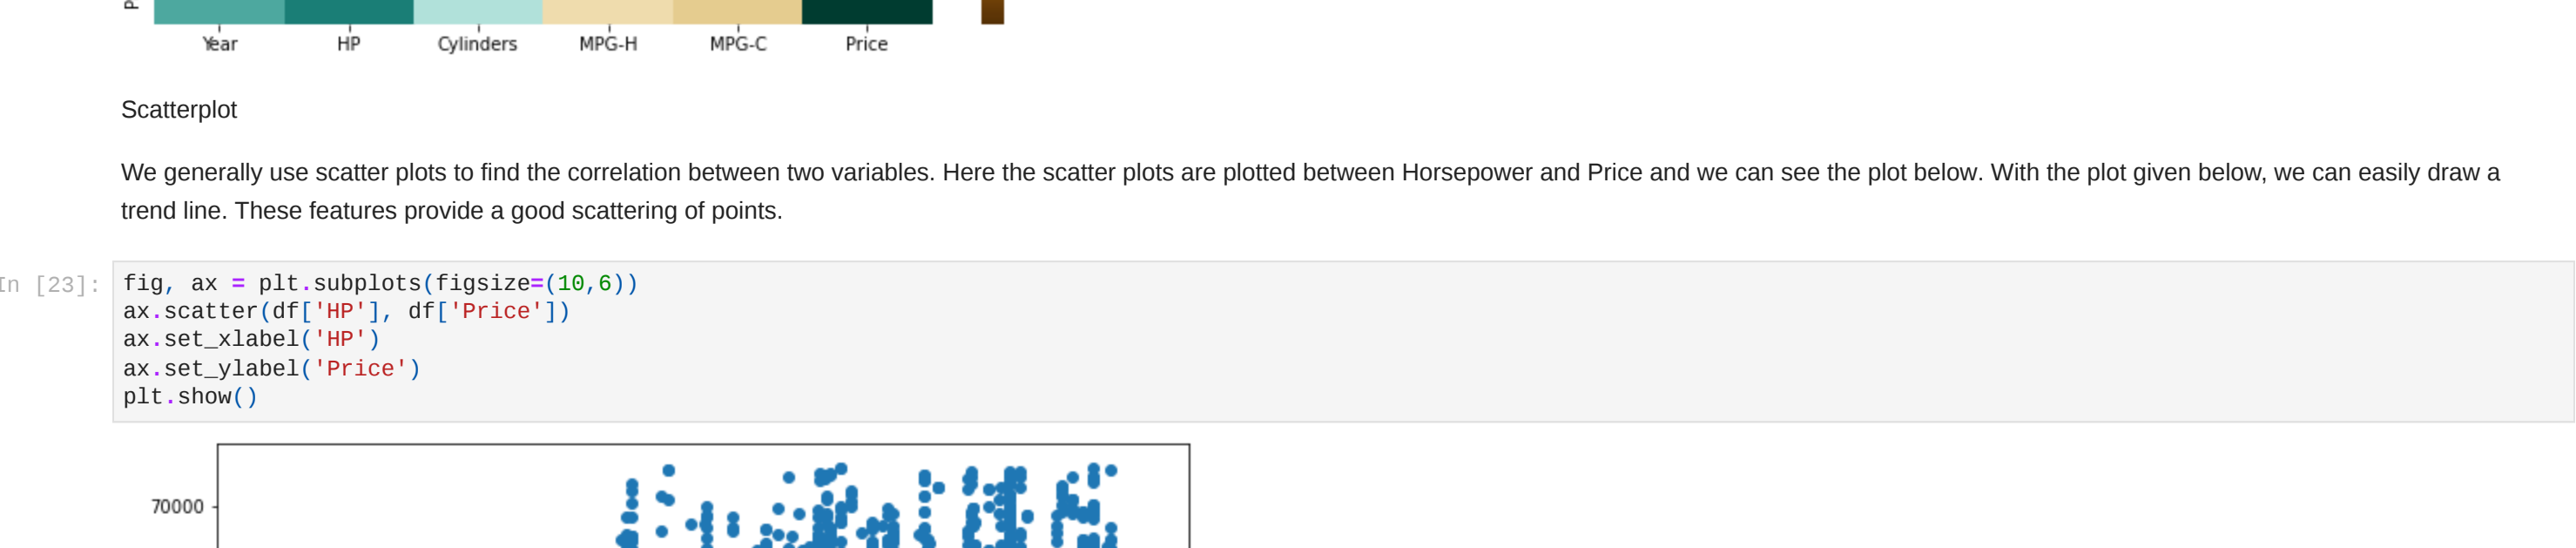 P
Year HP Cylinders MPG-H MPG-C Price
Scatterplot
We generally use scatter plots to find the correlation between two variables. Here the scatter plots are plotted between Horsepower and Price and we can see the plot below. With the plot given below, we can easily draw a
trend line. These features provide a good scattering of points.
In [23]:
fig, ax = plt.subplots(figsize=(10,6))
ax.scatter(df['HP'], df['Price'])
ax.set_xlabel('HP')
ax.set_ylabel('Price')
plt.show()
70000